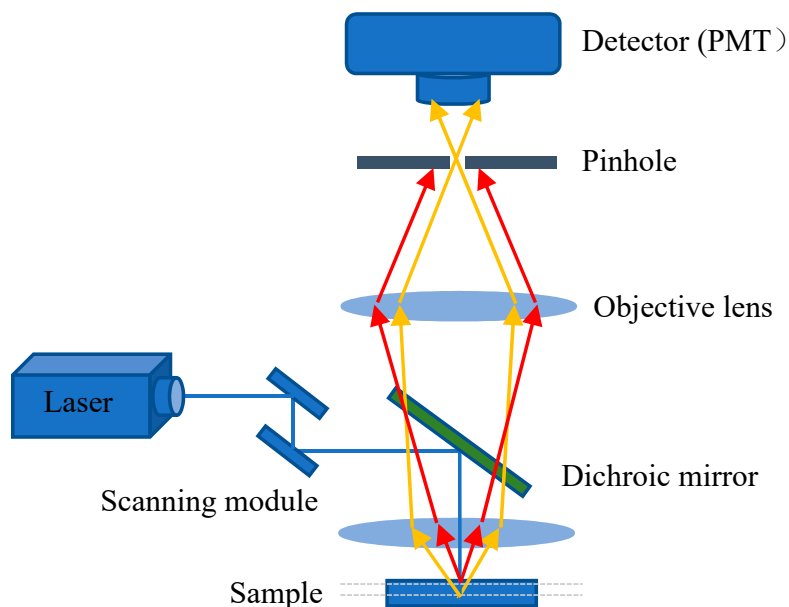 Detector (PMT）
Pinhole
Objective lens
Laser
Dichroic mirror
Scanning module
Sample